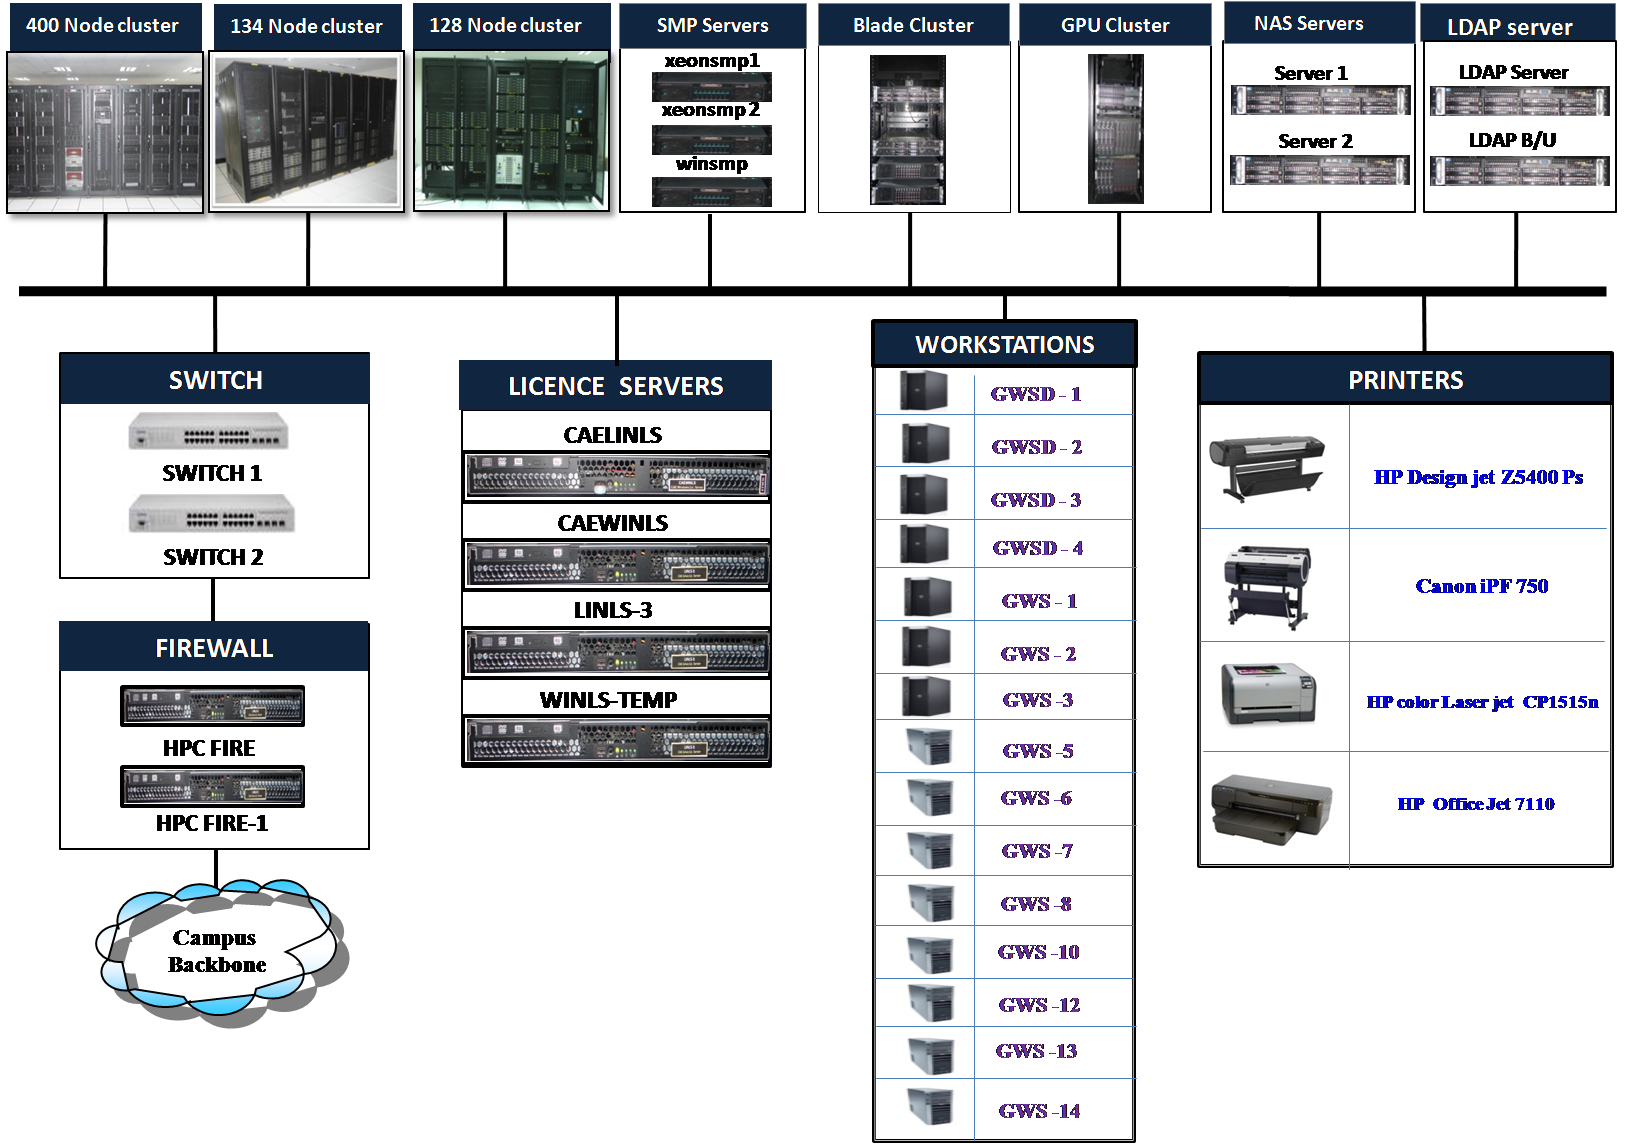 400 Node cluster
134 Node cluster
128 Node cluster
SMP Servers
xeonsmp1
xeonsmp 2
winsmp
Blade Cluster
GPU Cluster
NAS Servers
Server 1
Server 2
LDAP server
LDAP Server
LDAP B/U
SWITCH
SWITCH 1
SWITCH 2
FIREWALL
HPC FIRE
HPC FIRE-1
Campus
Backbone
LICENCE SERVERS
CAELINLS
CAEWINLS
LINLS-3
WINLS-TEMP
WORKSTATIONS
GWSD - 1
GWSD - 2
GWSD - 3
GWSD - 4
GWS - 1
GWS - 2
GWS -3
GWS -5
GWS -6
GWS -7
GWS -8
GWS -10
GWS -12
GWS -13
GWS -14
PRINTERS
HP Design jet Z5400 Ps
Canon iPF 750
HP color Laser jet CP1515n
HP Office Jet 7110